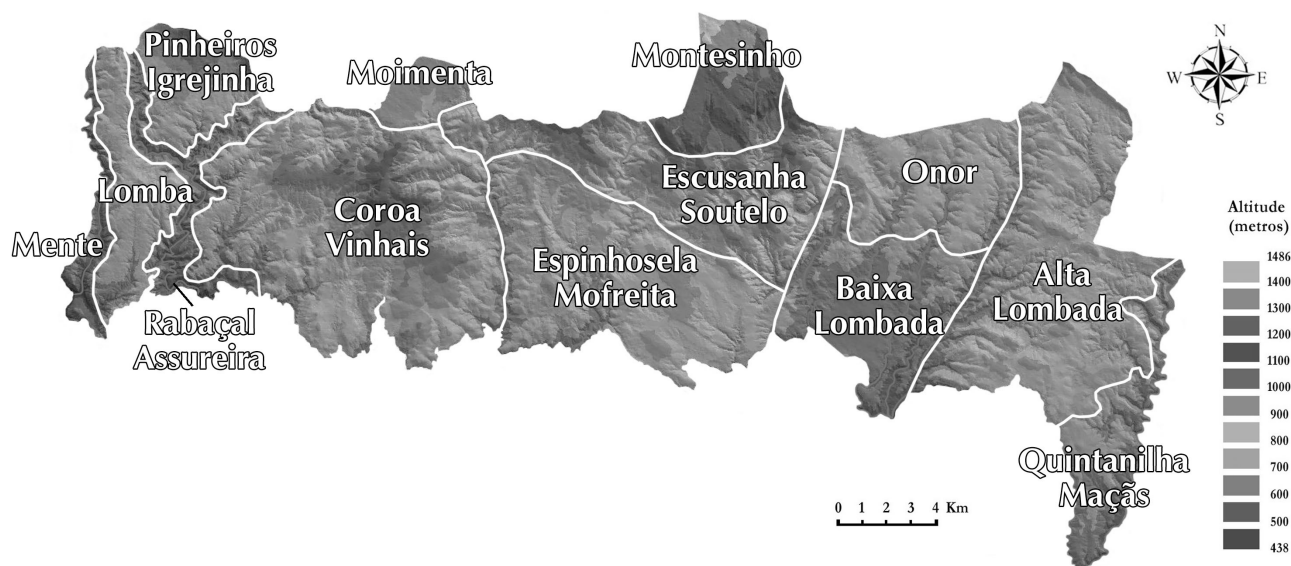 Pinheiros
Igrejinha
Moimenta
Montesinho
N
W E
S
Lomba
Mente
Coroa
Vinhais
Rabaçal
Assureira
Espinhosela
Mofreita
Escusanha
Soutelo
Onor
Baixa
Lombada
Alta
Lombada
Quintanilha
Maçãs
Altitude
(metros)
1486
1400
1300
1200
1100
1000
900
800
700
600
500
438
0 1 2 3 4 Km